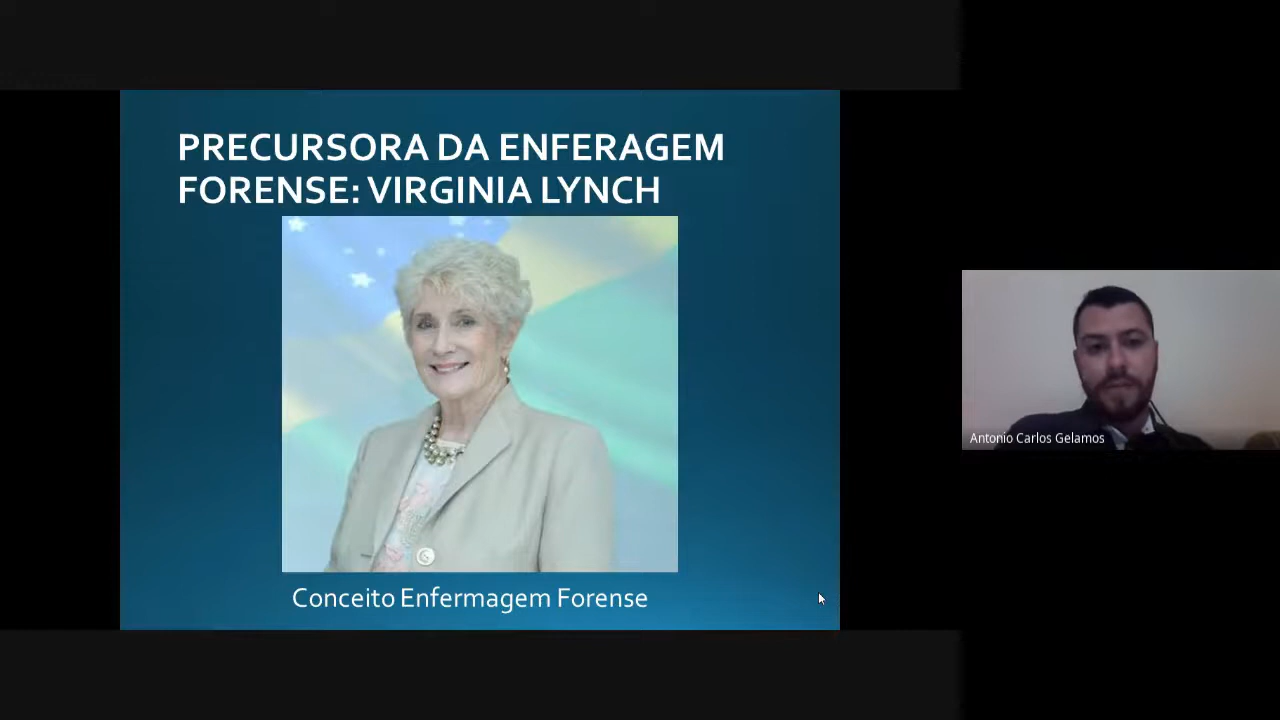 PRECURSORA DA ENFERAGEM
FORENSE: VIRGINIA LYNCH
Conceito Enfermagem Forense
Antonio Carlos Gelamos